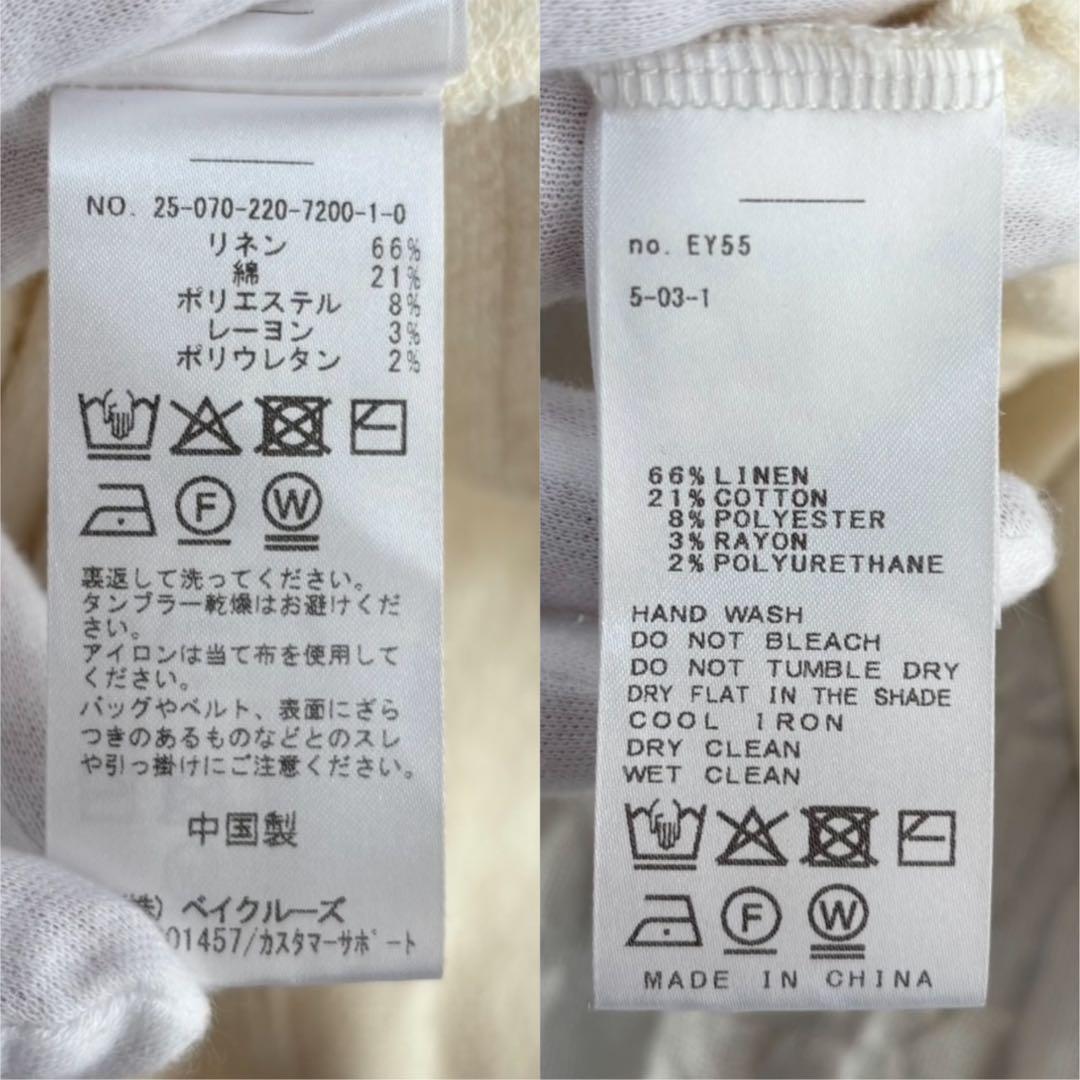 NO. 25-070-220-7200-1-0
リネン 66%
綿 21%
ポリエステル 8%
レーヨン 3%
ポリウレタン 2%
F W
裏返して洗ってください。
タンブラー乾燥はお避けくだ
さい。
アイロンは当て布を使用して
ください。
バッグやベルト、表面にざら
つきのあるものなどとのスレ
や引っ掛けにご注意ください。
中国製
ベイクルーズ
01457/カスタマーサポート
no. EY55
5-03-1
66% LINEN
21% COTTON
8% POLYESTER
3% RAYON
2% POLYURETHANE
HAND WASH
DO NOT BLEACH
DO NOT TUMBLE DRY
DRY FLAT IN THE SHADE
COOL IRON
DRY CLEAN
WET CLEAN
F W
MADE IN CHINA